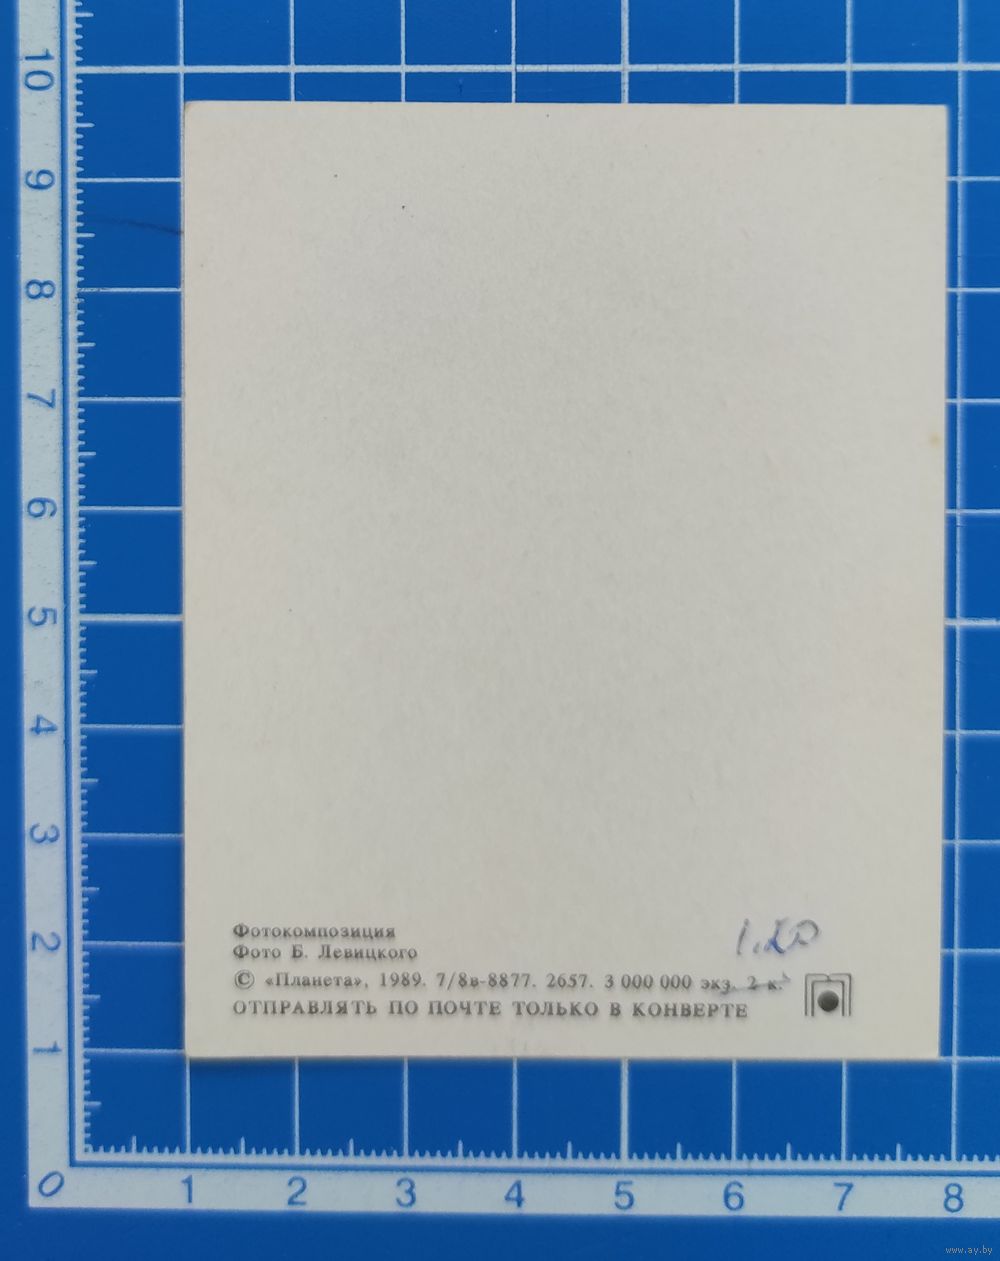 10
9
8
7
6
5
4
3
2
1
0
Фотокомпозиция
Фото Б. Левицкого
1.20
© «Планета», 1989. 7/8в-8877. 2657. 3 000 000 экз. 2 к.
ОТПРАВЛЯТЬ ПО ПОЧТЕ ТОЛЬКО В КОНВЕРТЕ
1 2 3 4 5 6 7 8
www.ay.by